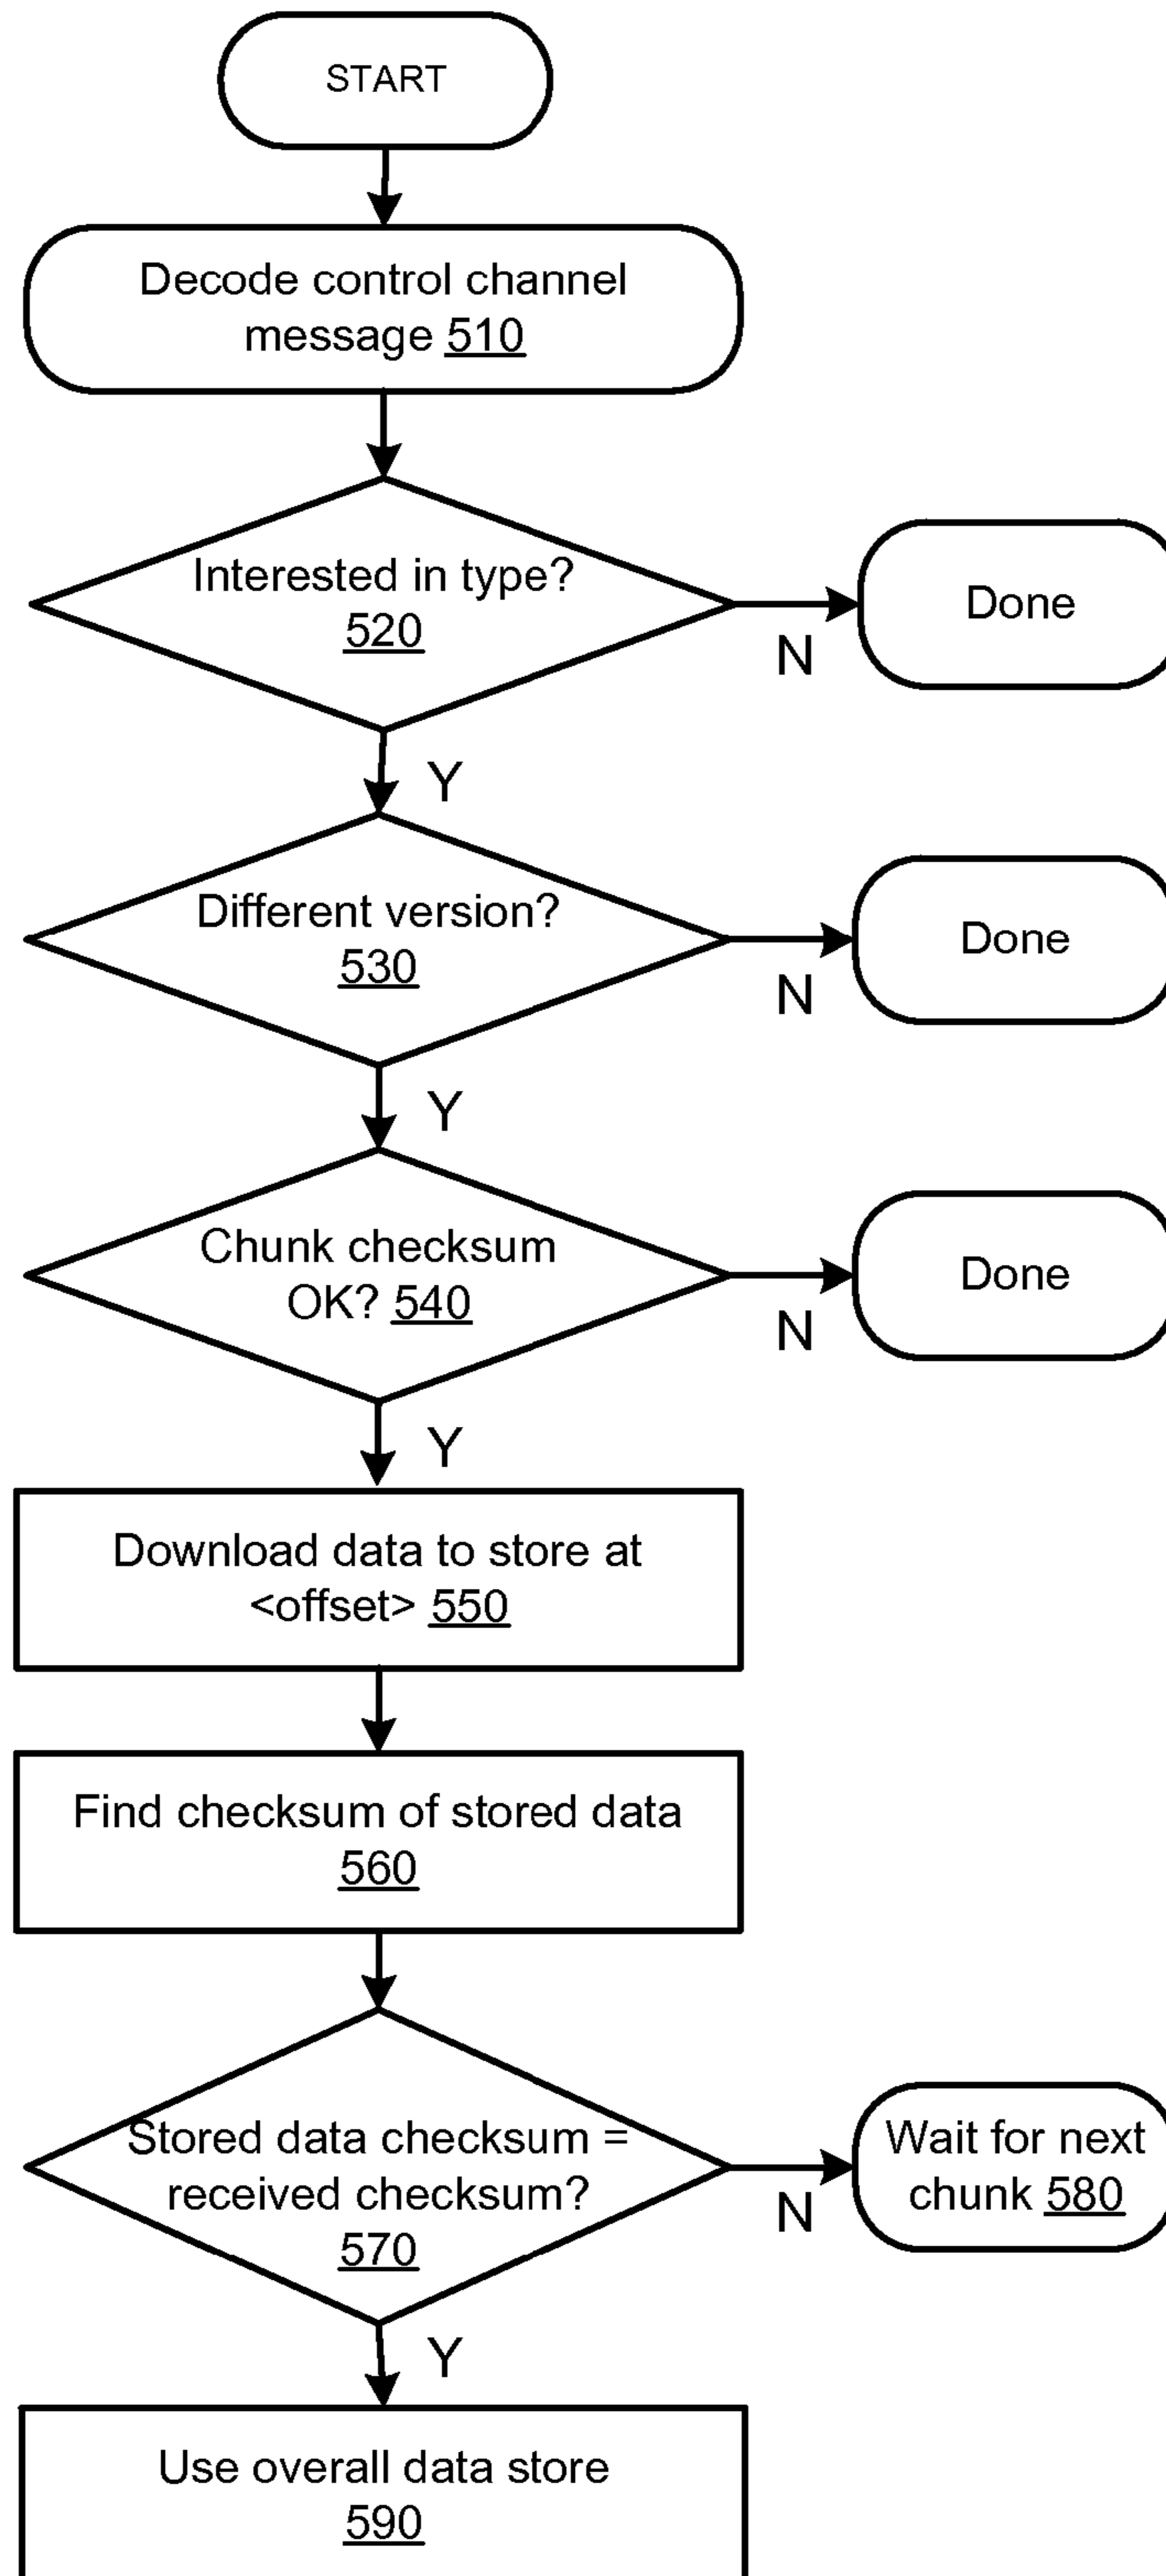 START
Decode control channel
message 510
Interested in type?
520
N
Done
Y
Different version?
530
N
Done
Y
Chunk checksum
OK? 540
N
Done
Y
Download data to store at
<offset> 550
Find checksum of stored data
560
Stored data checksum =
received checksum?
570
N
Wait for next
chunk 580
Y
Use overall data store
590